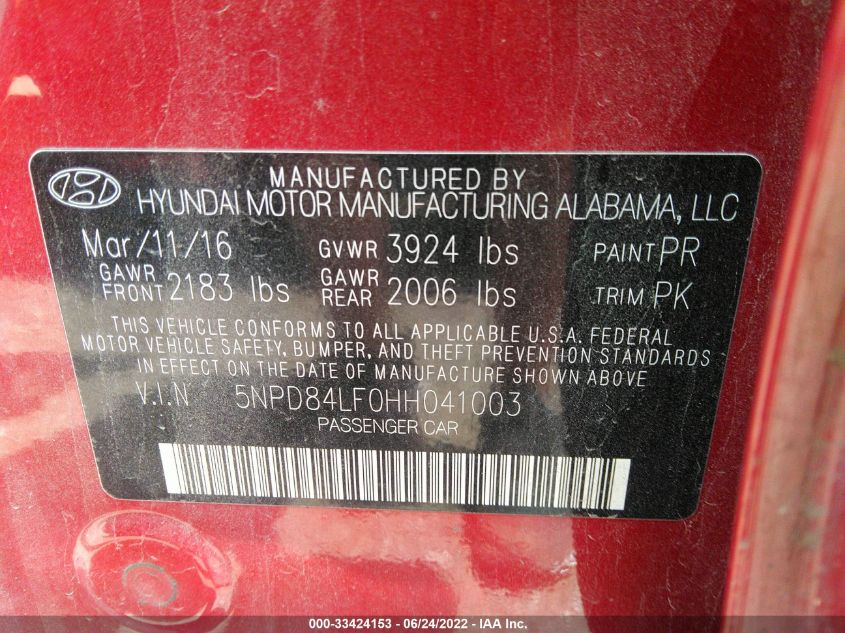 MANUFACTURED BY
HYUNDAI MOTOR MANUFACTURING ALABAMA, LLC
Mar/11/16 GVWR 3924 lbs PAINT PR
GAWR FRONT 2183 lbs GAWR REAR 2006 lbs TRIM PK
THIS VEHICLE CONFORMS TO ALL APPLICABLE U.S.A. FEDERAL
MOTOR VEHICLE SAFETY, BUMPER, AND THEFT PREVENTION STANDARDS
IN EFFECT ON THE DATE OF MANUFACTURE SHOWN ABOVE.
V.I.N 5NPD84LF0HH041003
PASSENGER CAR
000-33424153 - 06/24/2022 - IAA Inc.